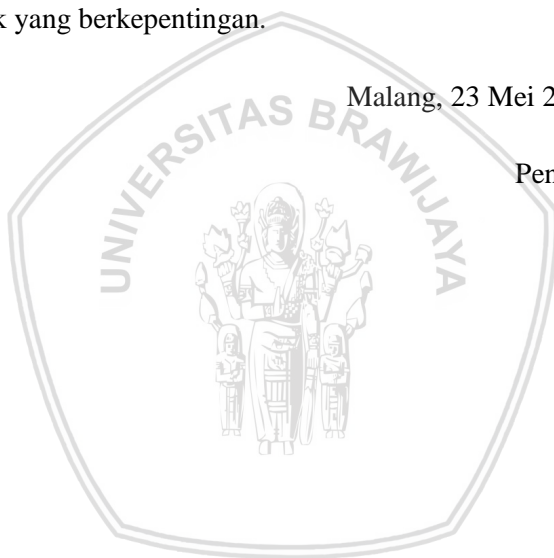 k yang berkepentingan.
Malang, 23 Mei 2
Pen
UNIVERSITAS BRAWIJAYA